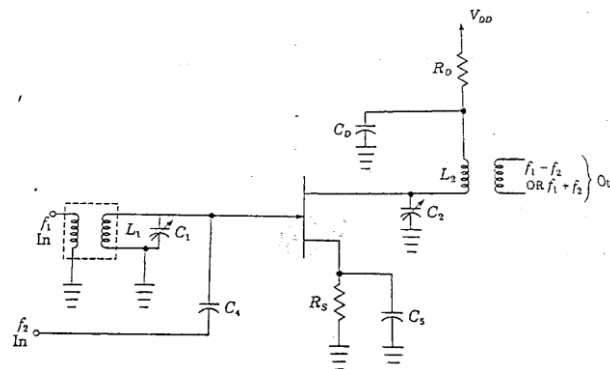 V_DD
R_D
C_D
L_2
f_1 − f_2
OR f_1 + f_2
Ou
C_2
f_1
In
L_1
C_1
C_4
f_2
In
R_S
C_S